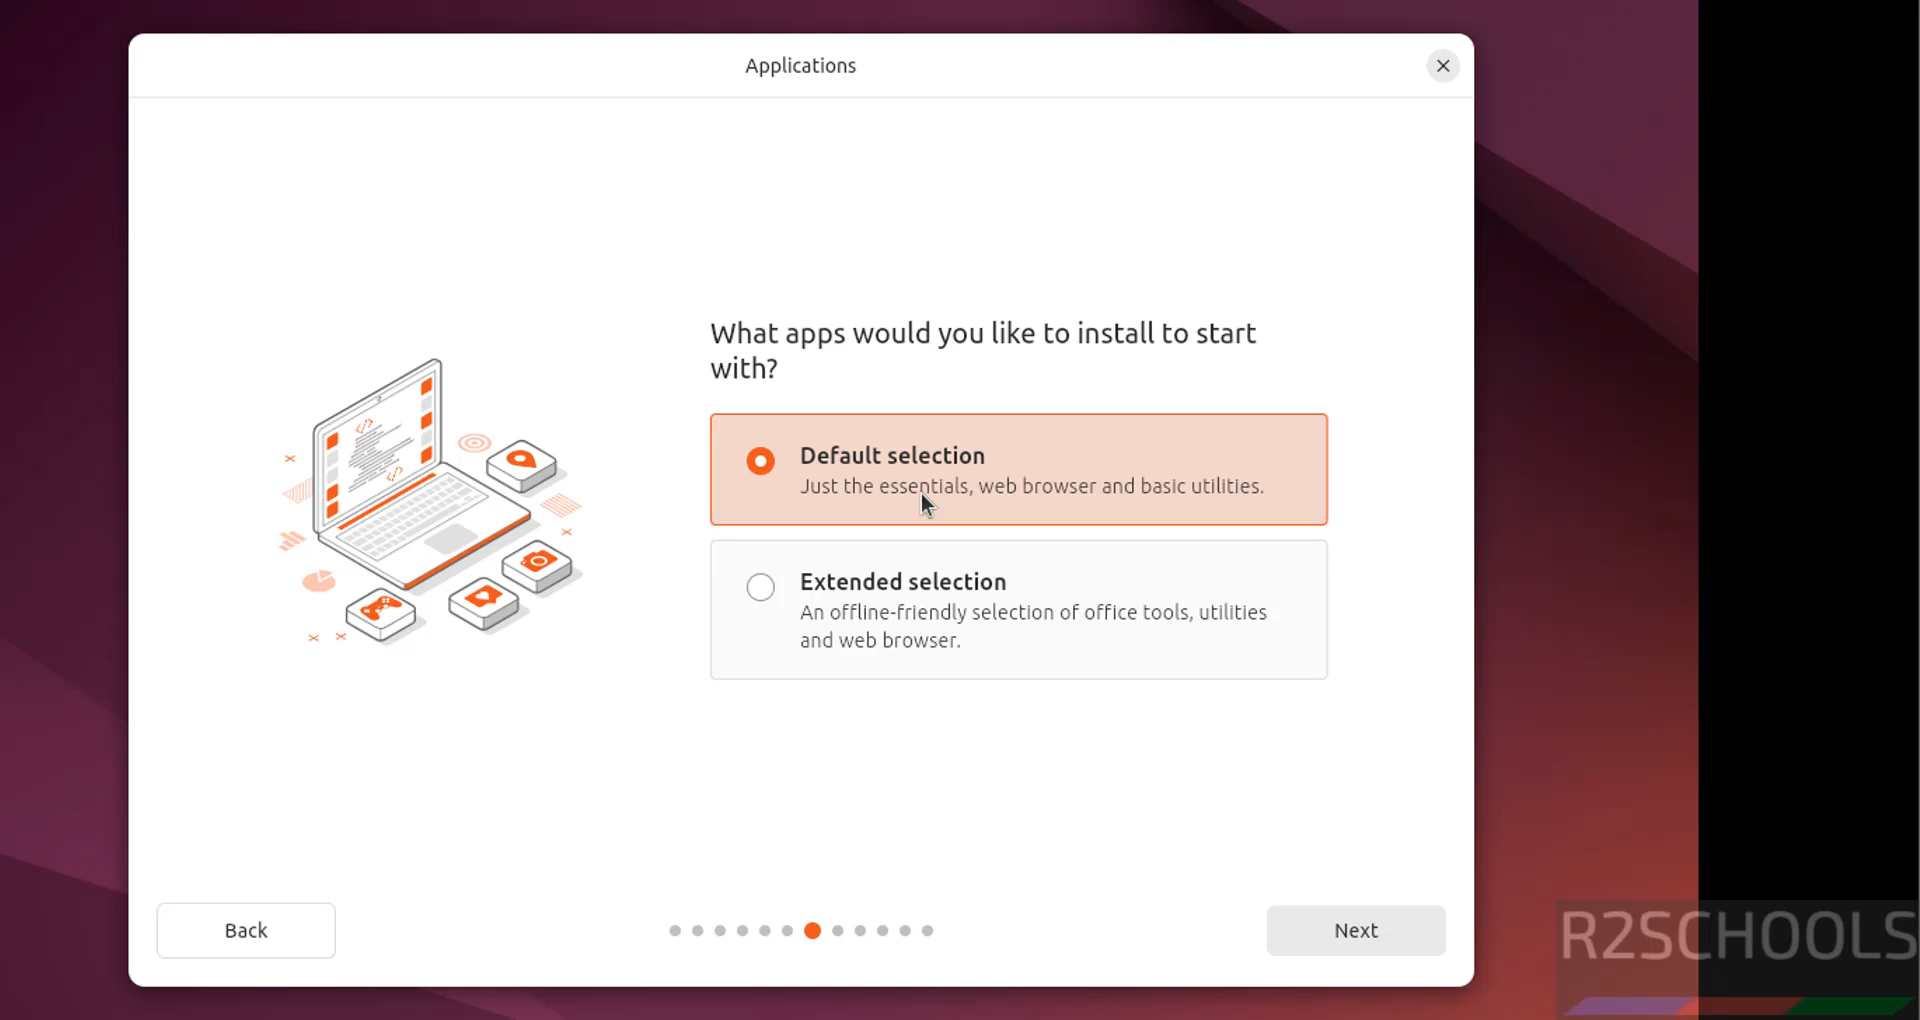 Applications
What apps would you like to install to start
with?
Default selection
Just the essentials, web browser and basic utilities.
Extended selection
An offline-friendly selection of office tools, utilities
and web browser.
Back
Next
R2SCHOOLS